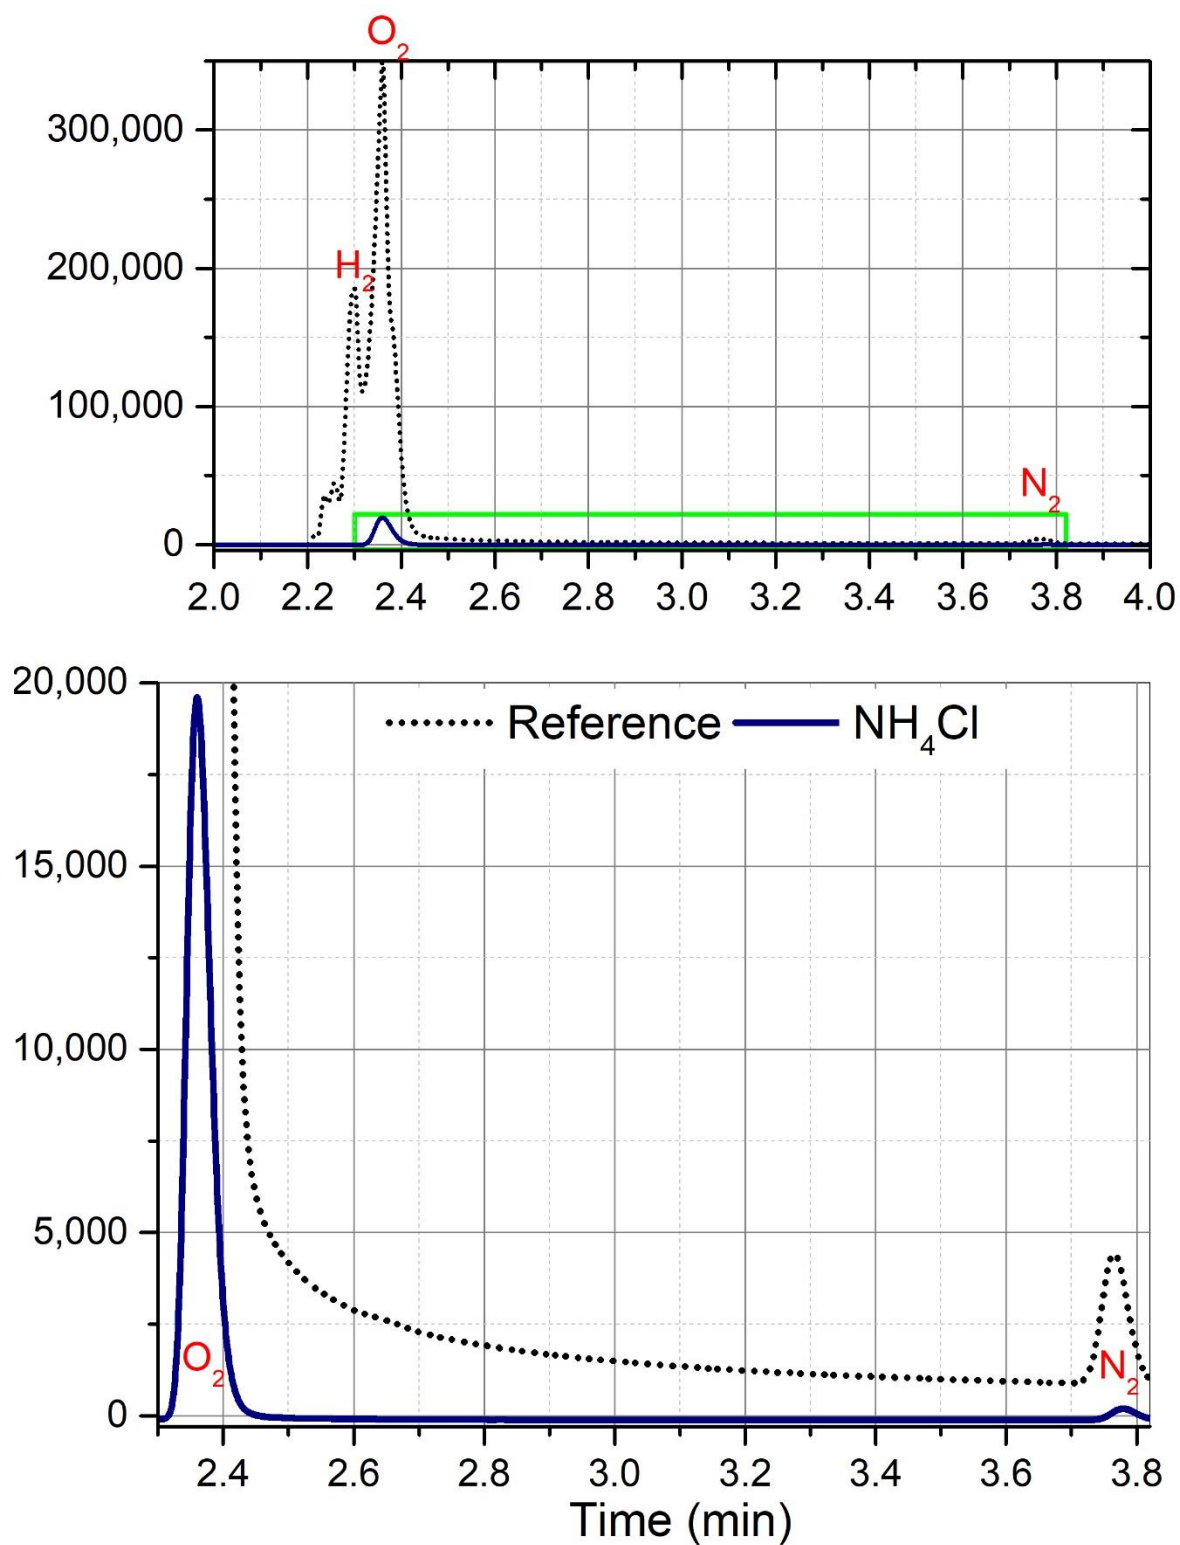 O₂
300,000
H₂
200,000
100,000
N₂
0
2.0 2.2 2.4 2.6 2.8 3.0 3.2 3.4 3.6 3.8 4.0
20,000
Reference NH₄Cl
15,000
10,000
5,000
O₂ N₂
0
2.4 2.6 2.8 3.0 3.2 3.4 3.6 3.8
Time (min)